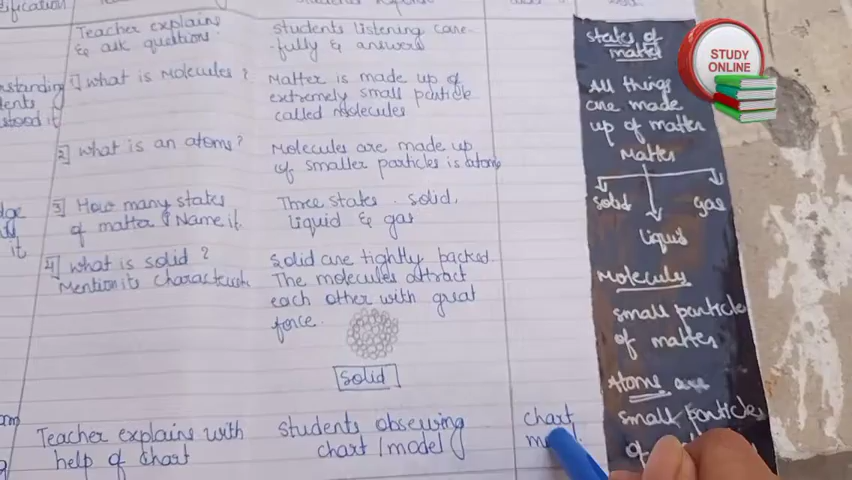 Teacher explains
& ask questions.
students listening care-
-fully & answers
1] what is Molecules ?
Matter is made up of
extremely small particle
called molecules
2] what is an atoms?
Molecules are made up
of smaller particles is
3] How many states
of matter & Name it.
Three states. solid,
liquid & gas
4] what is solid ?
Mention its
solid are tightly backed.
The molecules attract
each other with great
force.
solid
Teacher explains with
help of chart
students observing
chart / model
chart
states of
matter
All things
are made
up of matter
Matter
solid
gas
liquid
Molecules
small particles
of matter
Atoms are
small particles
of
STUDY
ONLINE